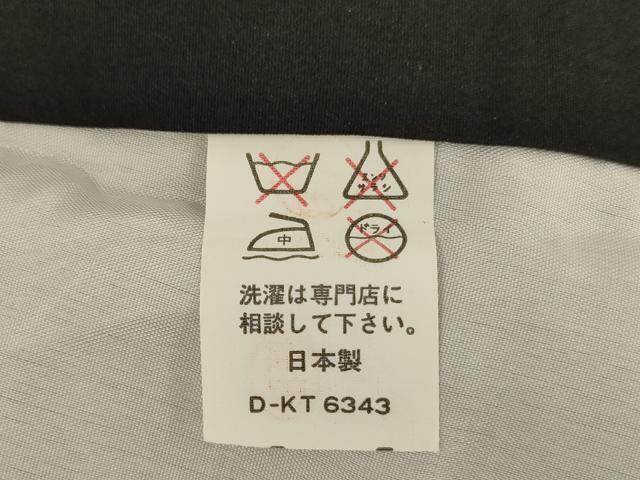 エンソ
サラシ
中
ドライ
洗濯は専門店に
相談して下さい。
日本製
D-KT 6343